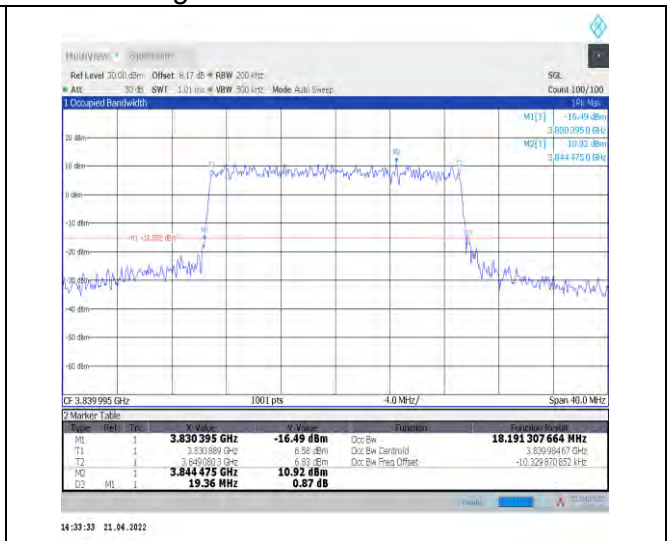 MultiView Spectrum
Ref Level 30.00 dBm Offset 8.17 dB RBW 200 kHz SGL
Att 30 dB SWT 1.01 ms VBW 500 kHz Mode Auto Sweep Count 100/100
1 Occupied Bandwidth 1Pk Max
M1[1] -16.49 dBm
3.830 395 0 GHz
20 dBm M2[1] 10.92 dBm
3.844 475 0 GHz
M2
10 dBm
T1
0 dBm
-10 dBm
M1
-20 dBm
-30 dBm
-40 dBm
-50 dBm
-60 dBm
CF 3.839 995 GHz 1001 pts 4.0 MHz/ Span 40.0 MHz
2 Marker Table
Type Ref Trc X-Value Y-Value Function Function Result
M1 1 3.830 395 GHz -16.49 dBm Occ Bw 18.191 307 664 MHz
T1 1 3.830 889 GHz 6.58 dBm Occ Bw Centroid 3.839 984 67 GHz
T2 1 3.849 080 3 GHz 6.83 dBm Occ Bw Freq Offset -10.329 870 852 kHz
M2 1 3.844 475 GHz 10.92 dBm
D3 M1 1 19.36 MHz 0.87 dB
14:33:33 21.04.2022